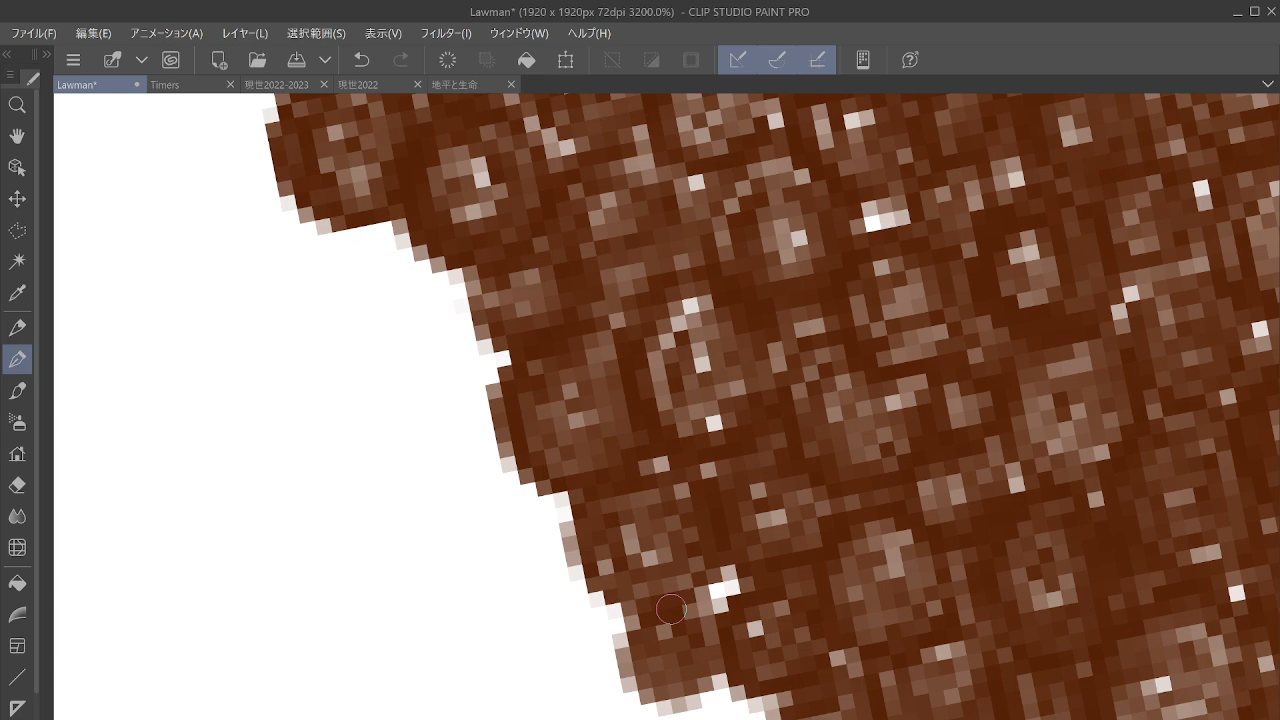 Lawman* (1920 x 1920px 72dpi 3200.0%) - CLIP STUDIO PAINT PRO
ファイル(F) 編集(E) アニメーション(A) レイヤー(L) 選択範囲(S) 表示(V) フィルター(I) ウィンドウ(W) ヘルプ(H)
Lawman* Timers 現世2022-2023 現世2022 地平と生命